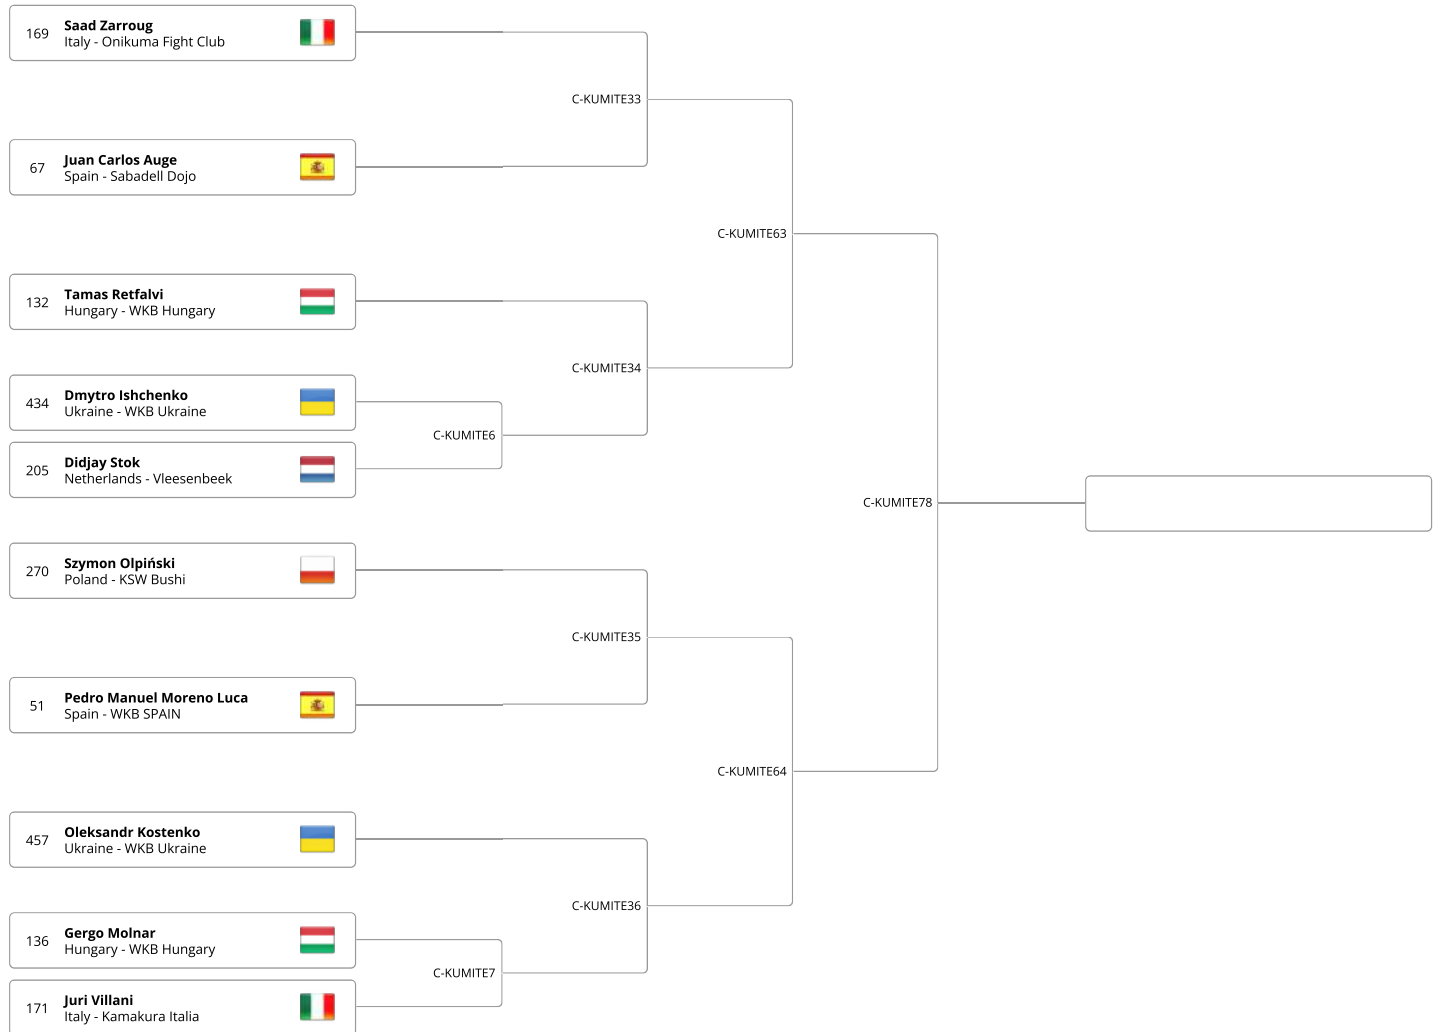 169
Saad Zarroug
Italy - Onikuma Fight Club
C-KUMITE33
67
Juan Carlos Auge
Spain - Sabadell Dojo
C-KUMITE63
132
Tamas Retfalvi
Hungary - WKB Hungary
C-KUMITE34
434
Dmytro Ishchenko
Ukraine - WKB Ukraine
C-KUMITE6
205
Didjay Stok
Netherlands - Vleesenbeek
C-KUMITE78
270
Szymon Olpiński
Poland - KSW Bushi
C-KUMITE35
51
Pedro Manuel Moreno Luca
Spain - WKB SPAIN
C-KUMITE64
457
Oleksandr Kostenko
Ukraine - WKB Ukraine
C-KUMITE36
136
Gergo Molnar
Hungary - WKB Hungary
C-KUMITE7
171
Juri Villani
Italy - Kamakura Italia